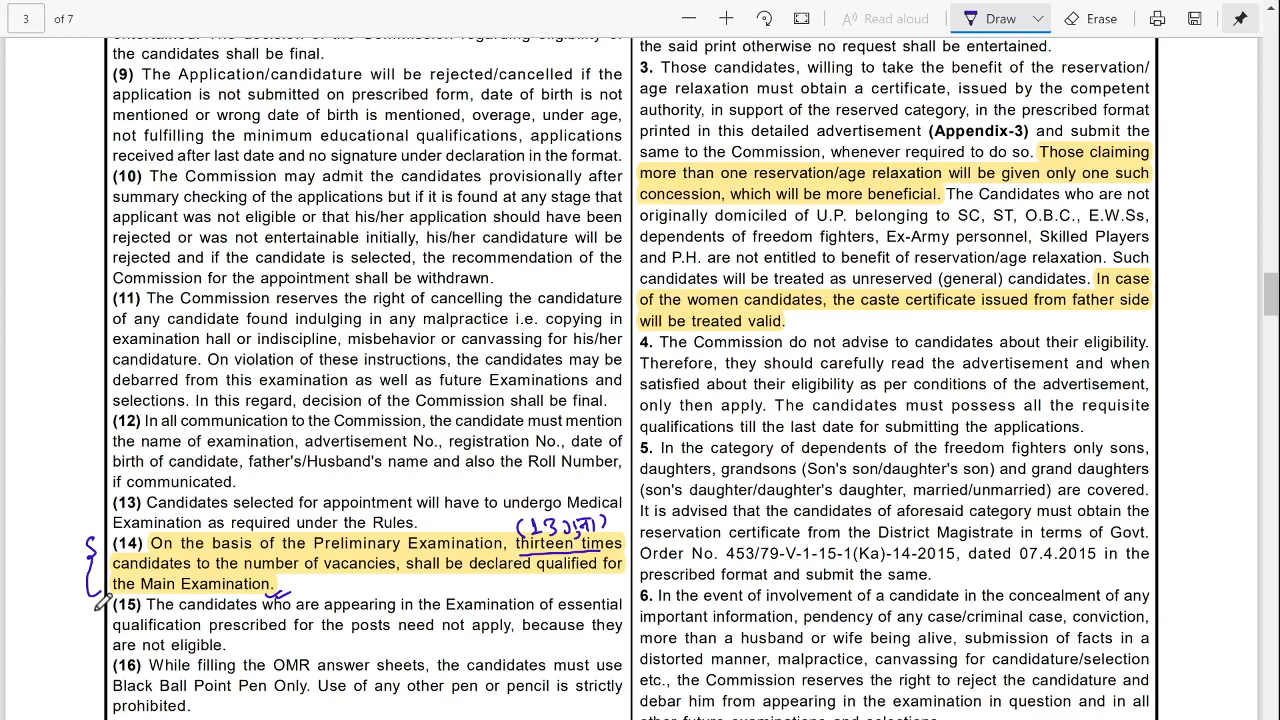 3 of 7 Read aloud Draw Erase
the candidates shall be final.
(9) The Application/candidature will be rejected/cancelled if the
application is not submitted on prescribed form, date of birth is not
mentioned or wrong date of birth is mentioned, overage, under age,
not fulfilling the minimum educational qualifications, applications
received after last date and no signature under declaration in the format.
(10) The Commission may admit the candidates provisionally after
summary checking of the applications but if it is found at any stage that
applicant was not eligible or that his/her application should have been
rejected or was not entertainable initially, his/her candidature will be
rejected and if the candidate is selected, the recommendation of the
Commission for the appointment shall be withdrawn.
(11) The Commission reserves the right of cancelling the candidature
of any candidate found indulging in any malpractice i.e. copying in
examination hall or indiscipline, misbehavior or canvassing for his/her
candidature. On violation of these instructions, the candidates may be
debarred from this examination as well as future Examinations and
selections. In this regard, decision of the Commission shall be final.
(12) In all communication to the Commission, the candidate must mention
the name of examination, advertisement No., registration No., date of
birth of candidate, father's/Husband's name and also the Roll Number,
if communicated.
(13) Candidates selected for appointment will have to undergo Medical
Examination as required under the Rules.
(13 गुना)
(14) On the basis of the Preliminary Examination, thirteen times
candidates to the number of vacancies, shall be declared qualified for
the Main Examination.
(15) The candidates who are appearing in the Examination of essential
qualification prescribed for the posts need not apply, because they
are not eligible.
(16) While filling the OMR answer sheets, the candidates must use
Black Ball Point Pen Only. Use of any other pen or pencil is strictly
prohibited.
the said print otherwise no request shall be entertained.
3. Those candidates, willing to take the benefit of the reservation/
age relaxation must obtain a certificate, issued by the competent
authority, in support of the reserved category, in the prescribed format
printed in this detailed advertisement (Appendix-3) and submit the
same to the Commission, whenever required to do so. Those claiming
more than one reservation/age relaxation will be given only one such
concession, which will be more beneficial. The Candidates who are not
originally domiciled of U.P. belonging to SC, ST, O.B.C., E.W.Ss,
dependents of freedom fighters, Ex-Army personnel, Skilled Players
and P.H. are not entitled to benefit of reservation/age relaxation. Such
candidates will be treated as unreserved (general) candidates. In case
of the women candidates, the caste certificate issued from father side
will be treated valid.
4. The Commission do not advise to candidates about their eligibility.
Therefore, they should carefully read the advertisement and when
satisfied about their eligibility as per conditions of the advertisement,
only then apply. The candidates must possess all the requisite
qualifications till the last date for submitting the applications.
5. In the category of dependents of the freedom fighters only sons,
daughters, grandsons (Son's son/daughter's son) and grand daughters
(son's daughter/daughter's daughter, married/unmarried) are covered.
It is advised that the candidates of aforesaid category must obtain the
reservation certificate from the District Magistrate in terms of Govt.
Order No. 453/79-V-1-15-1(Ka)-14-2015, dated 07.4.2015 in the
prescribed format and submit the same.
6. In the event of involvement of a candidate in the concealment of any
important information, pendency of any case/criminal case, conviction,
more than a husband or wife being alive, submission of facts in a
distorted manner, malpractice, canvassing for candidature/selection
etc., the Commission reserves the right to reject the candidature and
debar him from appearing in the examination in question and in all